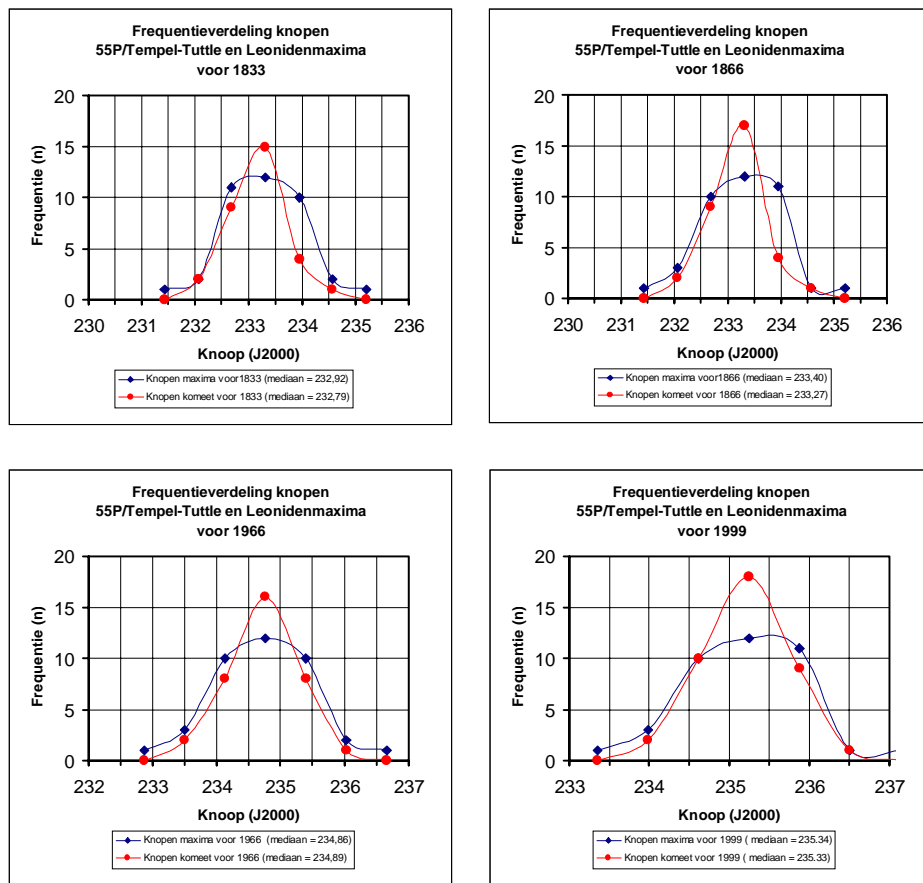 Frequentieverdeling knopen
55P/Tempel-Tuttle en Leonidenmaxima
voor 1833
20
15
10
5
0
Frequentie (n)
230 231 232 233 234 235 236
Knoop (J2000)
Knopen maxima voor1833 (mediaan = 232,92)
Knopen komeet voor 1833 (mediaan = 232,79)
Frequentieverdeling knopen
55P/Tempel-Tuttle en Leonidenmaxima
voor 1866
20
15
10
5
0
Frequentie (n)
230 231 232 233 234 235 236
Knoop (J2000)
Knopen maxima voor1866 (mediaan = 233,40)
Knopen komeet voor 1866 (mediaan = 233,27)
Frequentieverdeling knopen
55P/Tempel-Tuttle en Leonidenmaxima
voor 1966
20
15
10
5
0
Frequentie (n)
232 233 234 235 236 237
Knoop (J2000)
Knopen maxima voor 1966 (mediaan = 234,86)
Knopen komeet voor 1966 (mediaan = 234,89)
Frequentieverdeling knopen
55P/Tempel-Tuttle en Leonidenmaxima
voor 1999
20
15
10
5
0
Frequentie (n)
233 234 235 236 237
Knoop (J2000)
Knopen maxima voor 1999 ( mediaan = 235.34)
Knopen komeet voor 1999 ( mediaan = 235.33)